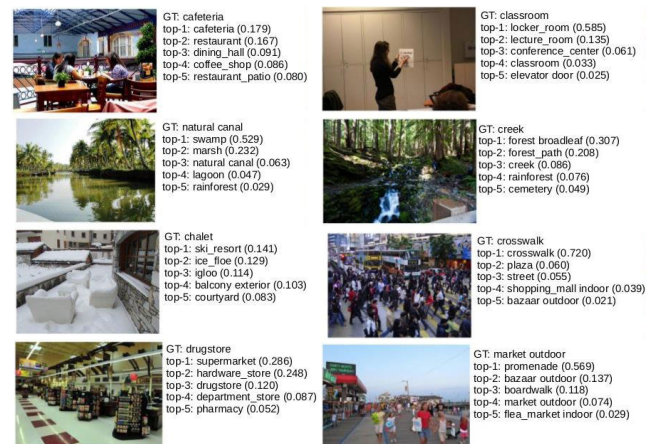 GT: cafeteria
top-1: cafeteria (0.179)
top-2: restaurant (0.167)
top-3: dining_hall (0.091)
top-4: coffee_shop (0.086)
top-5: restaurant_patio (0.080)
GT: classroom
top-1: locker_room (0.585)
top-2: lecture_room (0.135)
top-3: conference_center (0.061)
top-4: classroom (0.033)
top-5: elevator door (0.025)
GT: natural canal
top-1: swamp (0.529)
top-2: marsh (0.232)
top-3: natural canal (0.063)
top-4: lagoon (0.047)
top-5: rainforest (0.029)
GT: creek
top-1: forest broadleaf (0.307)
top-2: forest_path (0.208)
top-3: creek (0.086)
top-4: rainforest (0.076)
top-5: cemetery (0.049)
GT: chalet
top-1: ski_resort (0.141)
top-2: ice_floe (0.129)
top-3: igloo (0.114)
top-4: balcony exterior (0.103)
top-5: courtyard (0.083)
GT: crosswalk
top-1: crosswalk (0.720)
top-2: plaza (0.060)
top-3: street (0.055)
top-4: shopping_mall indoor (0.039)
top-5: bazaar outdoor (0.021)
GT: drugstore
top-1: supermarket (0.286)
top-2: hardware_store (0.248)
top-3: drugstore (0.120)
top-4: department_store (0.087)
top-5: pharmacy (0.052)
GT: market outdoor
top-1: promenade (0.569)
top-2: bazaar outdoor (0.137)
top-3: boardwalk (0.118)
top-4: market outdoor (0.074)
top-5: flea_market indoor (0.029)